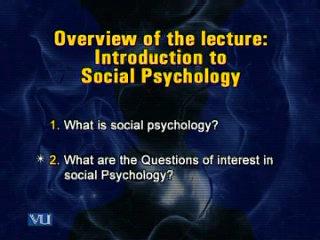 Overview of the lecture:
Introduction to
Social Psychology
1. What is social psychology?
* 2. What are the Questions of interest in
social Psychology?
VU